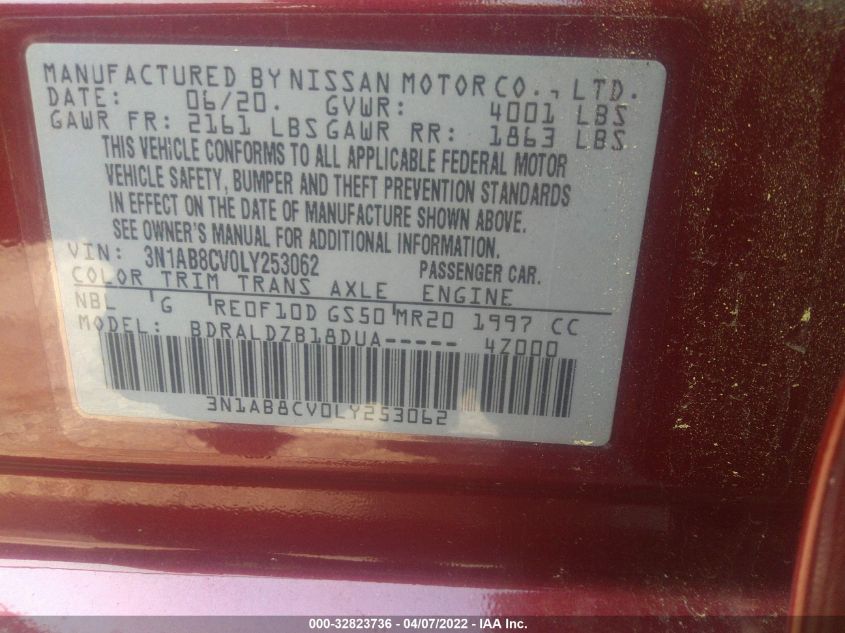 MANUFACTURED BY NISSAN MOTOR CO., LTD.
DATE: 06/20. GVWR: 4001 LBS
GAWR FR: 2161 LBS GAWR RR: 1863 LBS
THIS VEHICLE CONFORMS TO ALL APPLICABLE FEDERAL MOTOR
VEHICLE SAFETY, BUMPER AND THEFT PREVENTION STANDARDS
IN EFFECT ON THE DATE OF MANUFACTURE SHOWN ABOVE.
SEE OWNER'S MANUAL FOR ADDITIONAL INFORMATION.
VIN: 3N1AB8CV0LY253062 PASSENGER CAR.
COLOR TRIM TRANS AXLE ENGINE
NBL 'G 'RE0F10D GS50'MR20 1997 CC
MODEL: BDRALDZB18DUA----- 4Z000
3N1AB8CV0LY253062
000-32823736 - 04/07/2022 - IAA Inc.